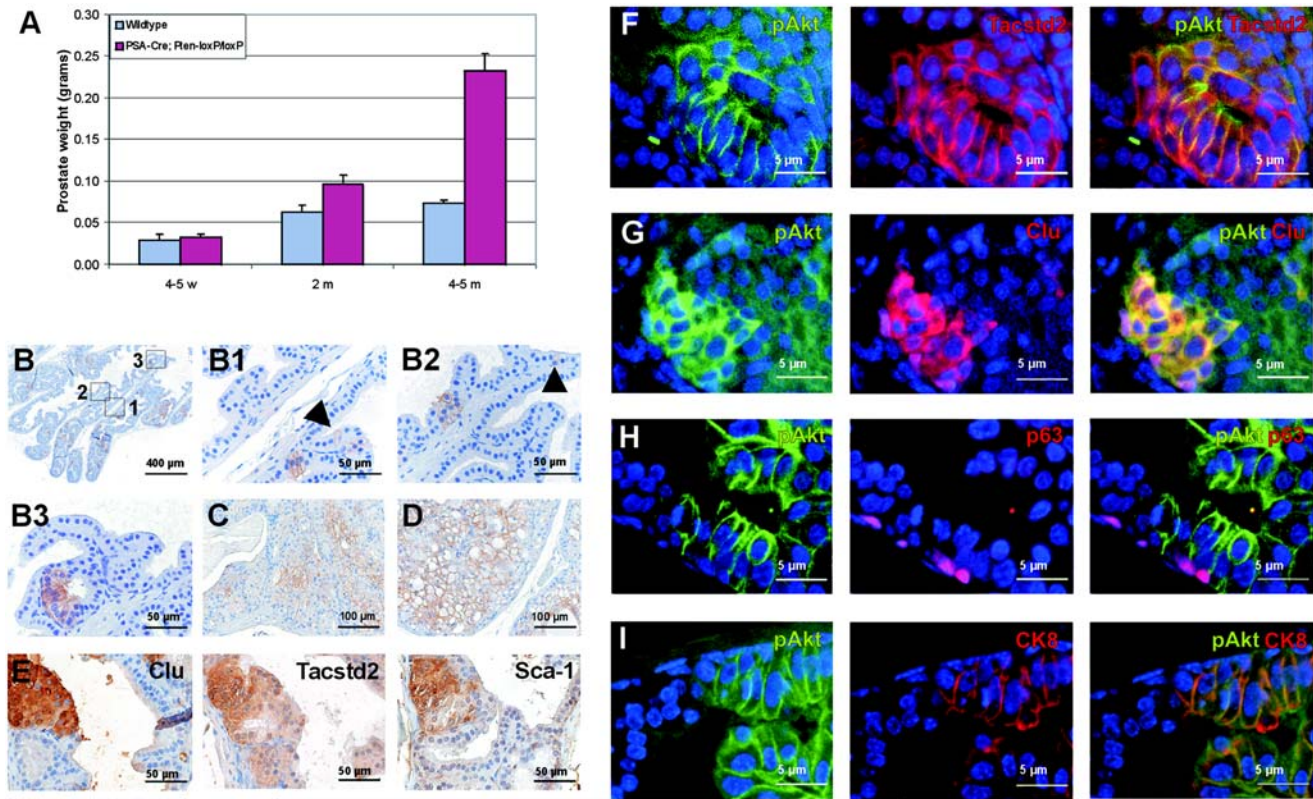 A
Wildtype
PSA-Cre; Pten-loxP/loxP
Prostate weight (grams)
0.30
0.25
0.20
0.15
0.10
0.05
0.00
4-5 w
2 m
4-5 m
B
3
2
1
400 µm
B1
50 µm
B2
50 µm
B3
50 µm
C
100 µm
D
100 µm
E
Clu
50 µm
Tacstd2
50 µm
Sca-1
50 µm
F
pAkt
5 µm
Tacstd2
5 µm
pAkt Tacstd2
5 µm
G
pAkt
5 µm
Clu
5 µm
pAkt Clu
5 µm
H
pAkt
5 µm
p63
5 µm
pAkt p63
5 µm
I
pAkt
5 µm
CK8
5 µm
pAkt CK8
5 µm